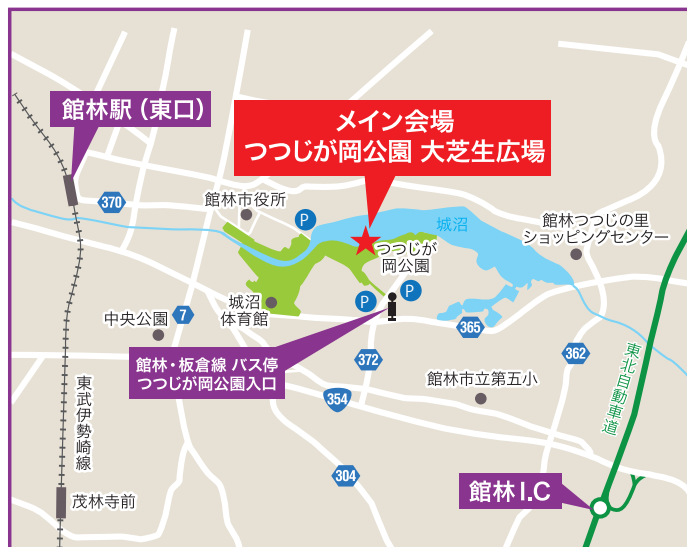 館林駅（東口）
メイン会場
つつじが岡公園 大芝生広場
370
館林市役所
P
城沼
館林つつじの里
ショッピングセンター
つつじが
岡公園
P
P
城沼
体育館
7
中央公園
365
館林・板倉線 バス停
つつじが岡公園入口
372
362
東北自動車道
354
館林市立第五小
東武伊勢崎線
304
館林I.C
茂林寺前